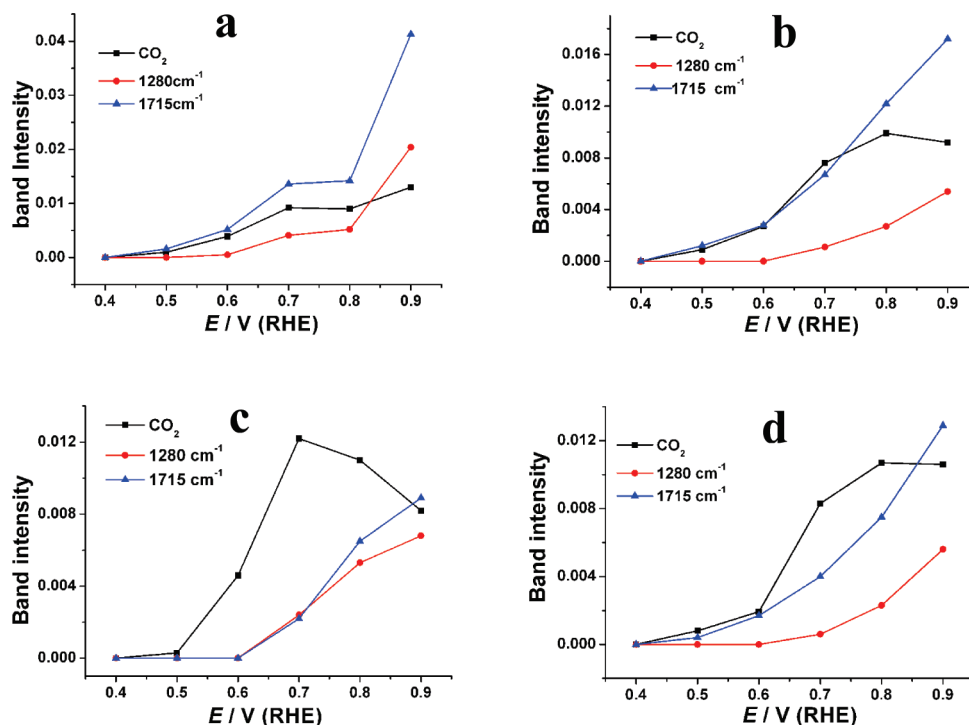 a
CO₂
1280cm⁻¹
1715cm⁻¹
band Intensity
0.04
0.03
0.02
0.01
0.00
0.4 0.5 0.6 0.7 0.8 0.9
E / V (RHE)
b
CO₂
1280 cm⁻¹
1715 cm⁻¹
Band intensity
0.016
0.012
0.008
0.004
0.000
0.4 0.5 0.6 0.7 0.8 0.9
E / V (RHE)
c
CO₂
1280 cm⁻¹
1715 cm⁻¹
Band intensity
0.012
0.008
0.004
0.000
0.4 0.5 0.6 0.7 0.8 0.9
E / V (RHE)
d
CO₂
1280 cm⁻¹
1715 cm⁻¹
Band intensity
0.012
0.008
0.004
0.000
0.4 0.5 0.6 0.7 0.8 0.9
E / V (RHE)